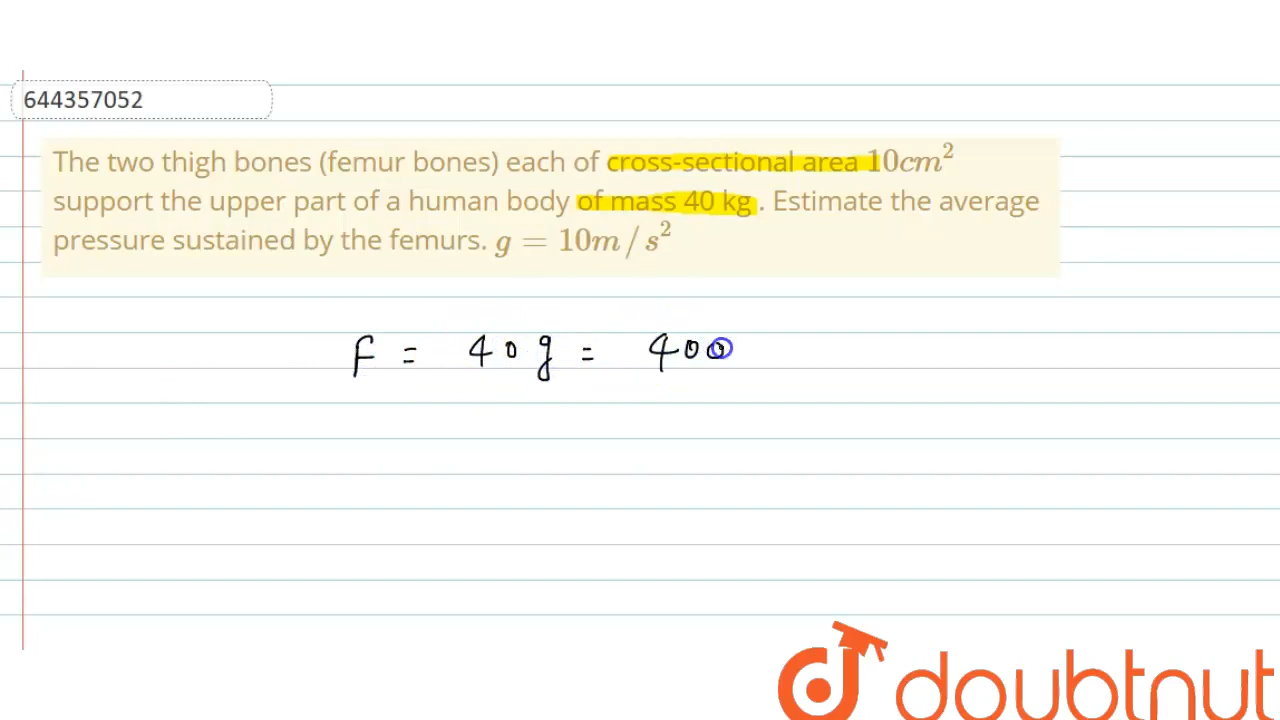 644357052
The two thigh bones (femur bones) each of cross-sectional area 10cm²
support the upper part of a human body of mass 40 kg . Estimate the average
pressure sustained by the femurs. g = 10m/s²
F = 40 g = 400
doubtnut